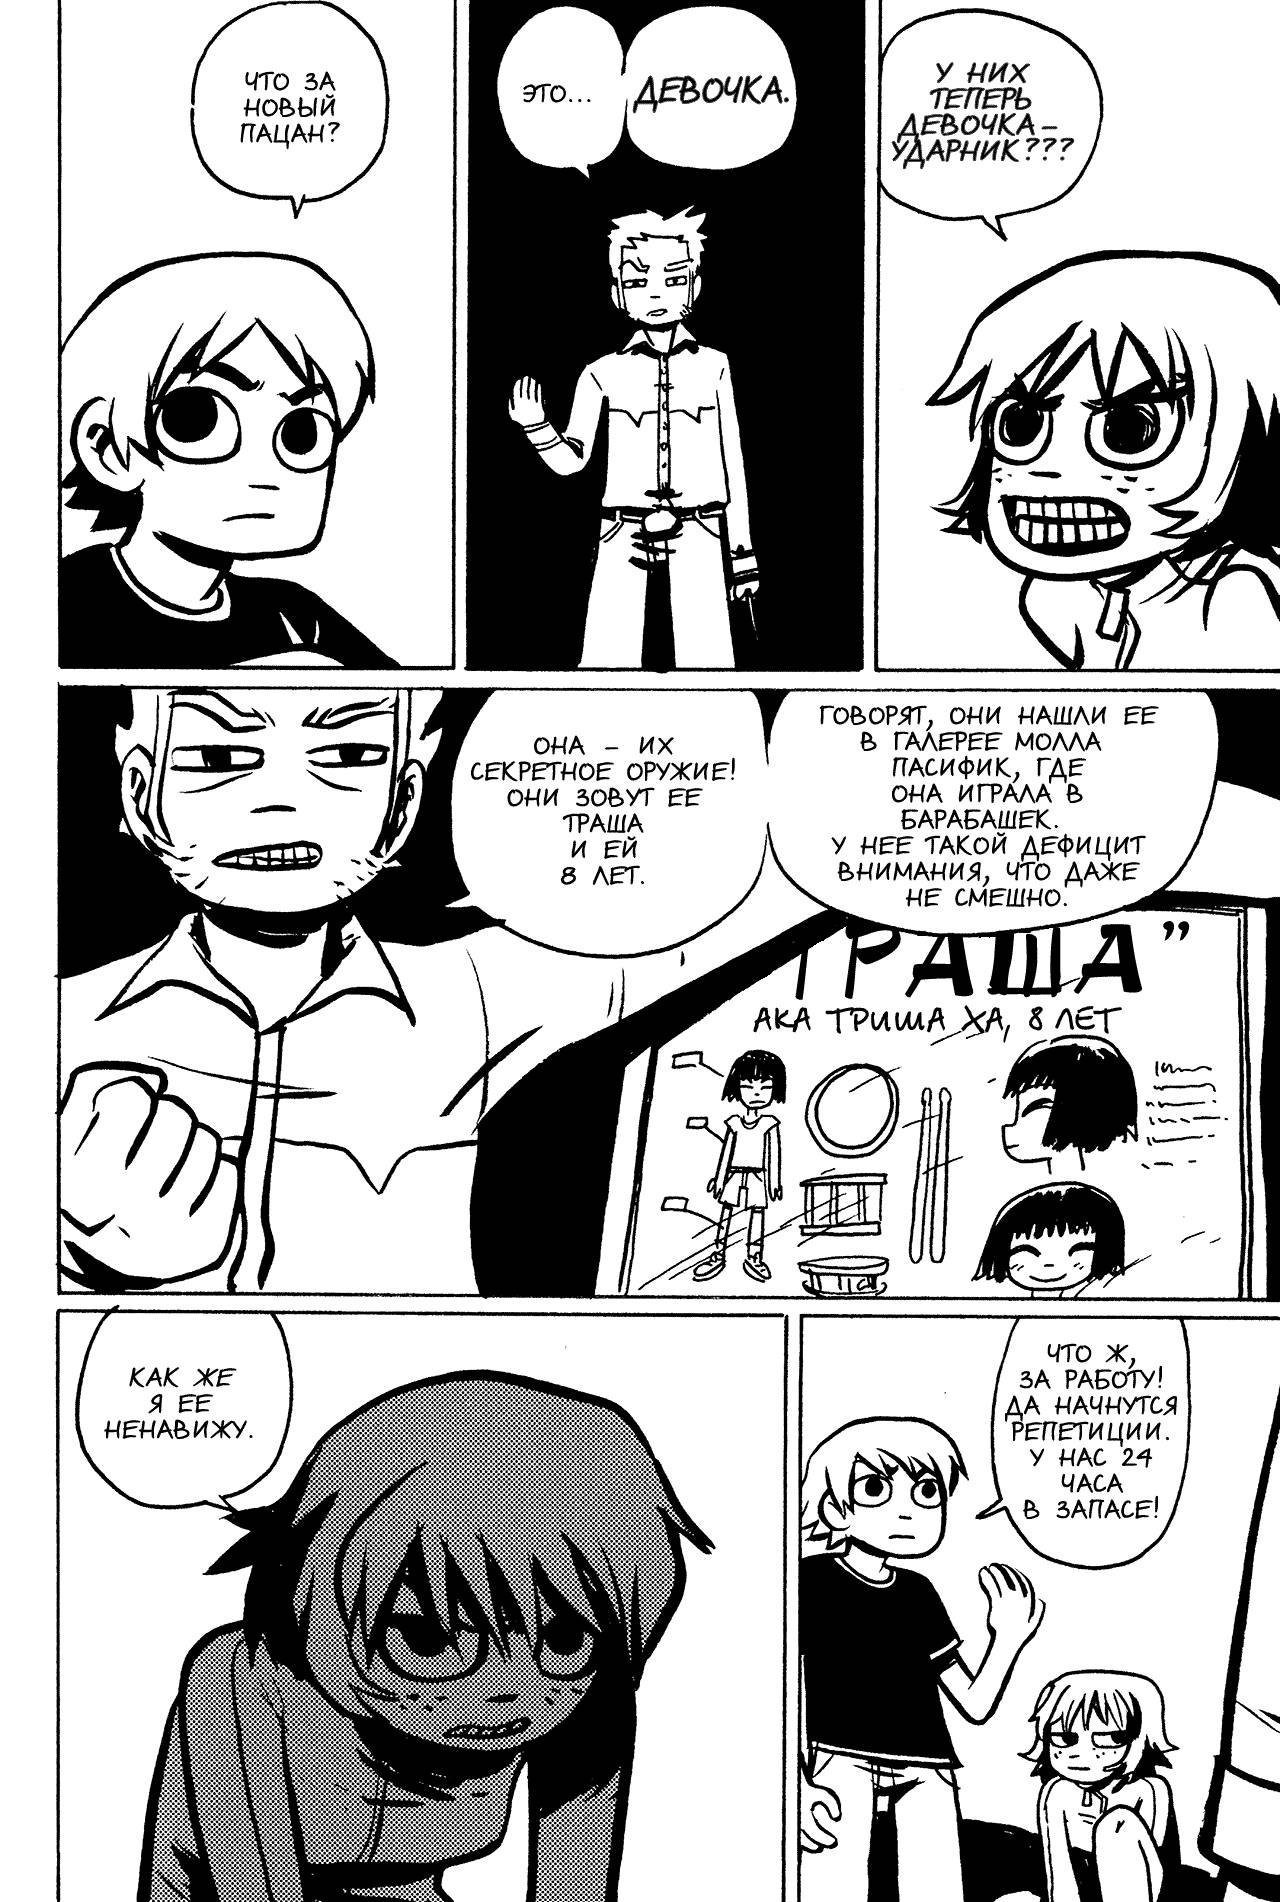 ЧТО ЗА
НОВЫЙ
ПАЦАН?
ЭТО...
ДЕВОЧКА.
У НИХ
ТЕПЕРЬ
ДЕВОЧКА-
УДАРНИК???
ОНА - ИХ
СЕКРЕТНОЕ ОРУЖИЕ!
ОНИ ЗОВУТ ЕЕ
ТРАША
И ЕЙ
8 ЛЕТ.
ГОВОРЯТ, ОНИ НАШЛИ ЕЕ
В ГАЛЕРЕЕ МОЛЛА
ПАСИФИК, ГДЕ
ОНА ИГРАЛА В
БАРАБАШЕК.
У НЕЕ ТАКОЙ ДЕФИЦИТ
ВНИМАНИЯ, ЧТО ДАЖЕ
НЕ СМЕШНО.
ТРАША"
АКА ТРИША ХА, 8 ЛЕТ
КАК ЖЕ
Я ЕЕ
НЕНАВИЖУ.
ЧТО Ж,
ЗА РАБОТУ!
ДА НАЧНУТСЯ
РЕПЕТИЦИИ.
У НАС 24
ЧАСА
В ЗАПАСЕ!